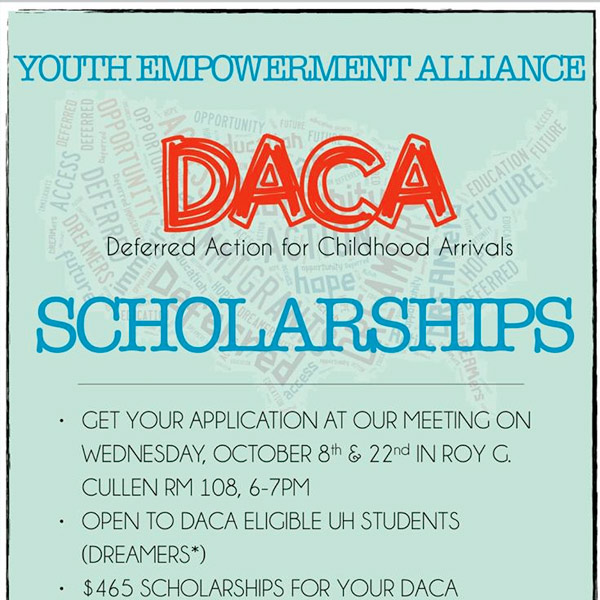 YOUTH EMPOWERMENT ALLIANCE
DACA
Deferred Action for Childhood Arrivals
SCHOLARSHIPS
• GET YOUR APPLICATION AT OUR MEETING ON
WEDNESDAY, OCTOBER 8th & 22nd IN ROY G.
CULLEN RM 108, 6-7PM
• OPEN TO DACA ELIGIBLE UH STUDENTS
(DREAMERS*)
• $465 SCHOLARSHIPS FOR YOUR DACA